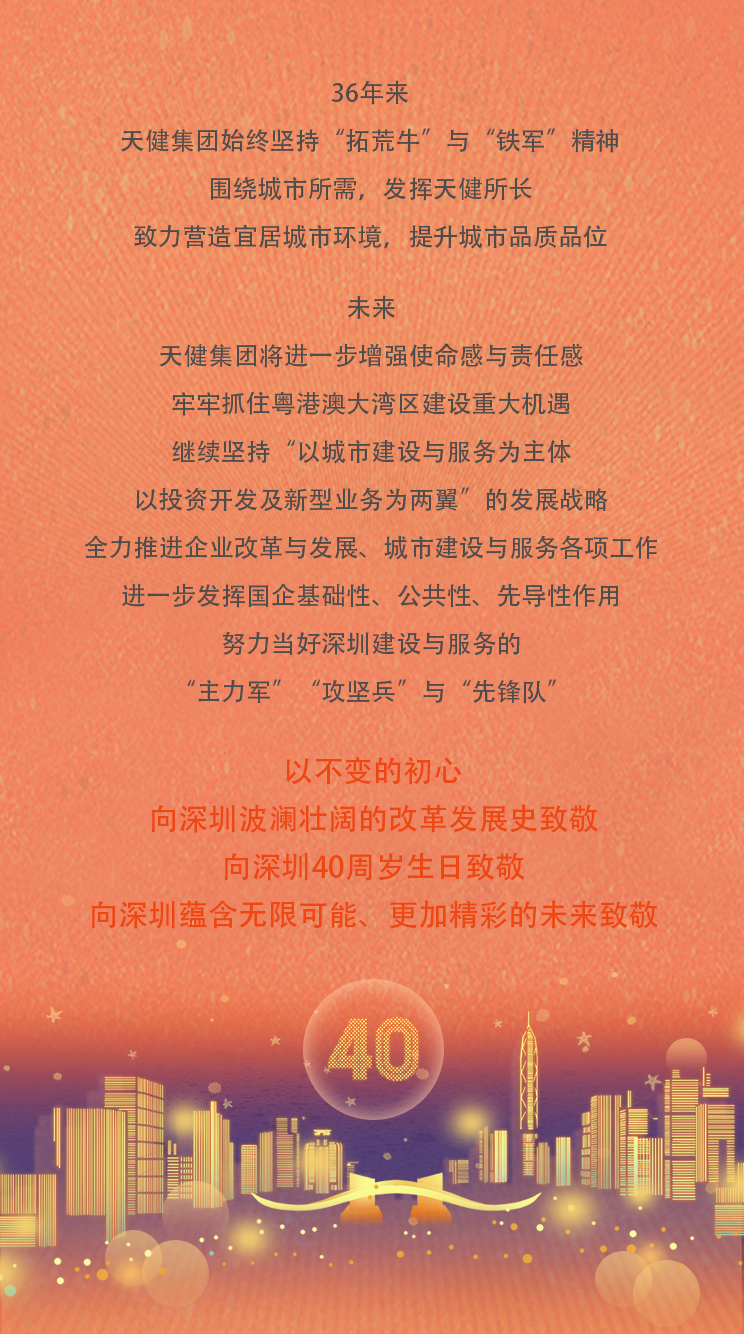 36年来
天健集团始终坚持“拓荒牛”与“铁军”精神
围绕城市所需，发挥天健所长
致力营造宜居城市环境，提升城市品质品位
未来
天健集团将进一步增强使命感与责任感
牢牢抓住粤港澳大湾区建设重大机遇
继续坚持“以城市建设与服务为主体
以投资开发及新型业务为两翼”的发展战略
全力推进企业改革与发展、城市建设与服务各项工作
进一步发挥国企基础性、公共性、先导性作用
努力当好深圳建设与服务的
“主力军”“攻坚兵”与“先锋队”
以不变的初心
向深圳波澜壮阔的改革发展史致敬
向深圳40周岁生日致敬
向深圳蕴含无限可能、更加精彩的未来致敬
40